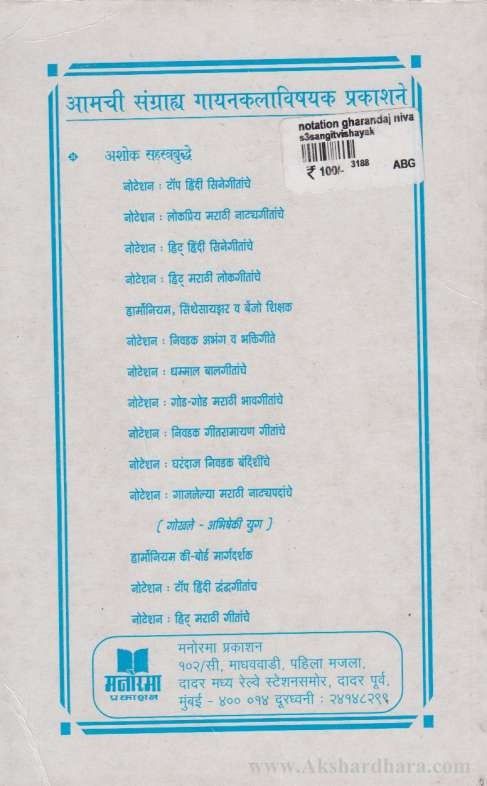 आमची संग्राह्य गायनकलाविषयक प्रकाशने
notation gharandaj niva
s3sangitvishayak
₹ 100/- 3188 ABG
अशोक सहस्त्रबुद्धे
नोटेशन : टॉप हिंदी सिनेगीतांचे
नोटेशन : लोकप्रिय मराठी नाट्यगीतांचे
नोटेशन : हिट् हिंदी सिनेगीतांचे
नोटेशन : हिट् मराठी लोकगीतांचे
हार्मोनियम, सिंथेसायझर व बेंजो शिक्षक
नोटेशन : निवडक अभंग व भक्तिगीते
नोटेशन : धम्माल बालगीतांचे
नोटेशन : गोड-गोड मराठी भावगीतांचे
नोटेशन : निवडक गीतरामायण गीतांचे
नोटेशन : घरंदाज निवडक बंदिशींचे
नोटेशन : गाजलेल्या मराठी नाट्यपदांचे
( गोखले - अभिषेकी युग )
हार्मोनियम की-बोर्ड मार्गदर्शक
नोटेशन : टॉप हिंदी द्वंद्वगीतांच
नोटेशन : हिट् मराठी गीतांचे
मनोरमा
प्रकाशन
मनोरमा प्रकाशन
१०२/सी, माधववाडी, पहिला मजला,
दादर मध्य रेल्वे स्टेशनसमोर, दादर पूर्व,
मुंबई - ४०० ०१४ दूरध्वनी : २४१४८२९९
www.Akshardhara.com